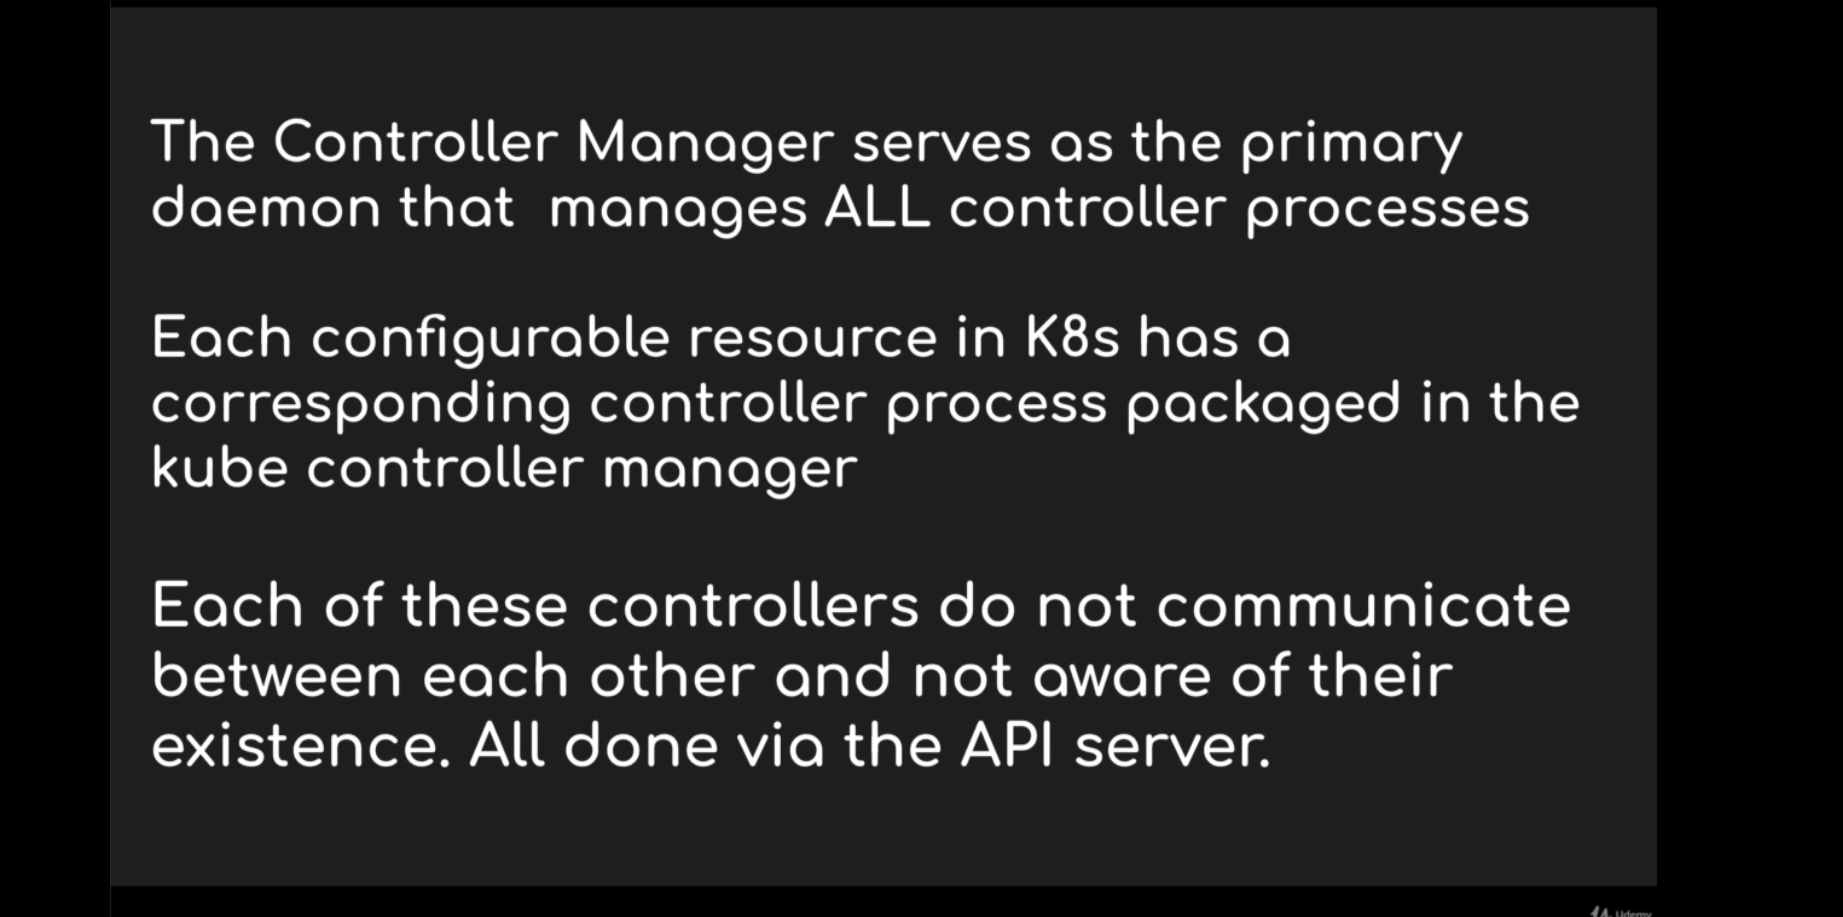 The Controller Manager serves as the primary
daemon that  manages ALL controller processes
Each configurable resource in K8s has a
corresponding controller process packaged in the
kube controller manager
Each of these controllers do not communicate
between each other and not aware of their
existence. All done via the API server.
Udemy